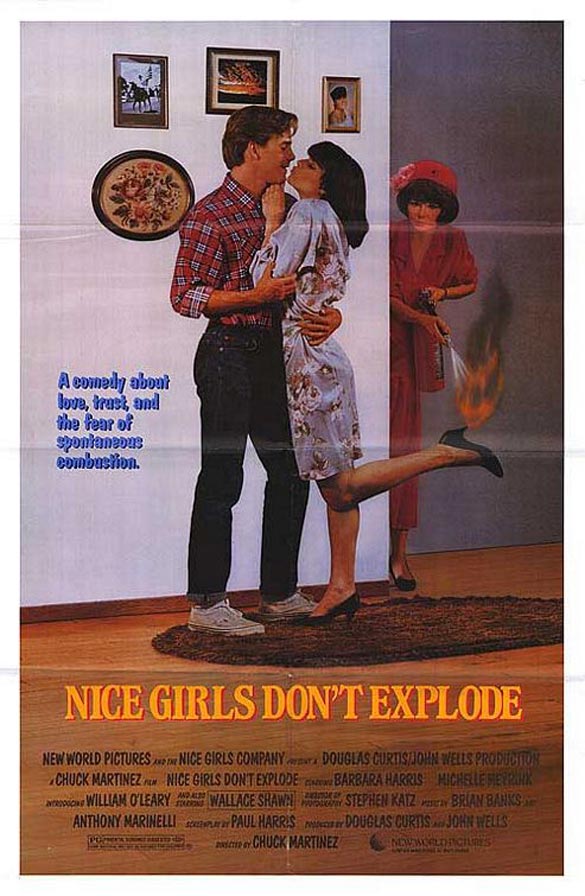 A comedy about
love, trust, and
the fear of
spontaneous
combustion.
NICE GIRLS DON'T EXPLODE
NEW WORLD PICTURES AND THE NICE GIRLS COMPANY PRESENT A DOUGLAS CURTIS/JOHN WELLS PRODUCTION
A CHUCK MARTINEZ FILM NICE GIRLS DON'T EXPLODE STARRING BARBARA HARRIS MICHELLE MEYRINK
INTRODUCING WILLIAM O'LEARY AND ALSO STARRING WALLACE SHAWN DIRECTOR OF PHOTOGRAPHY STEPHEN KATZ MUSIC BY BRIAN BANKS AND
ANTHONY MARINELLI SCREENPLAY BY PAUL HARRIS PRODUCED BY DOUGLAS CURTIS AND JOHN WELLS
PG PARENTAL GUIDANCE SUGGESTED DIRECTED BY CHUCK MARTINEZ NEW WORLD PICTURES